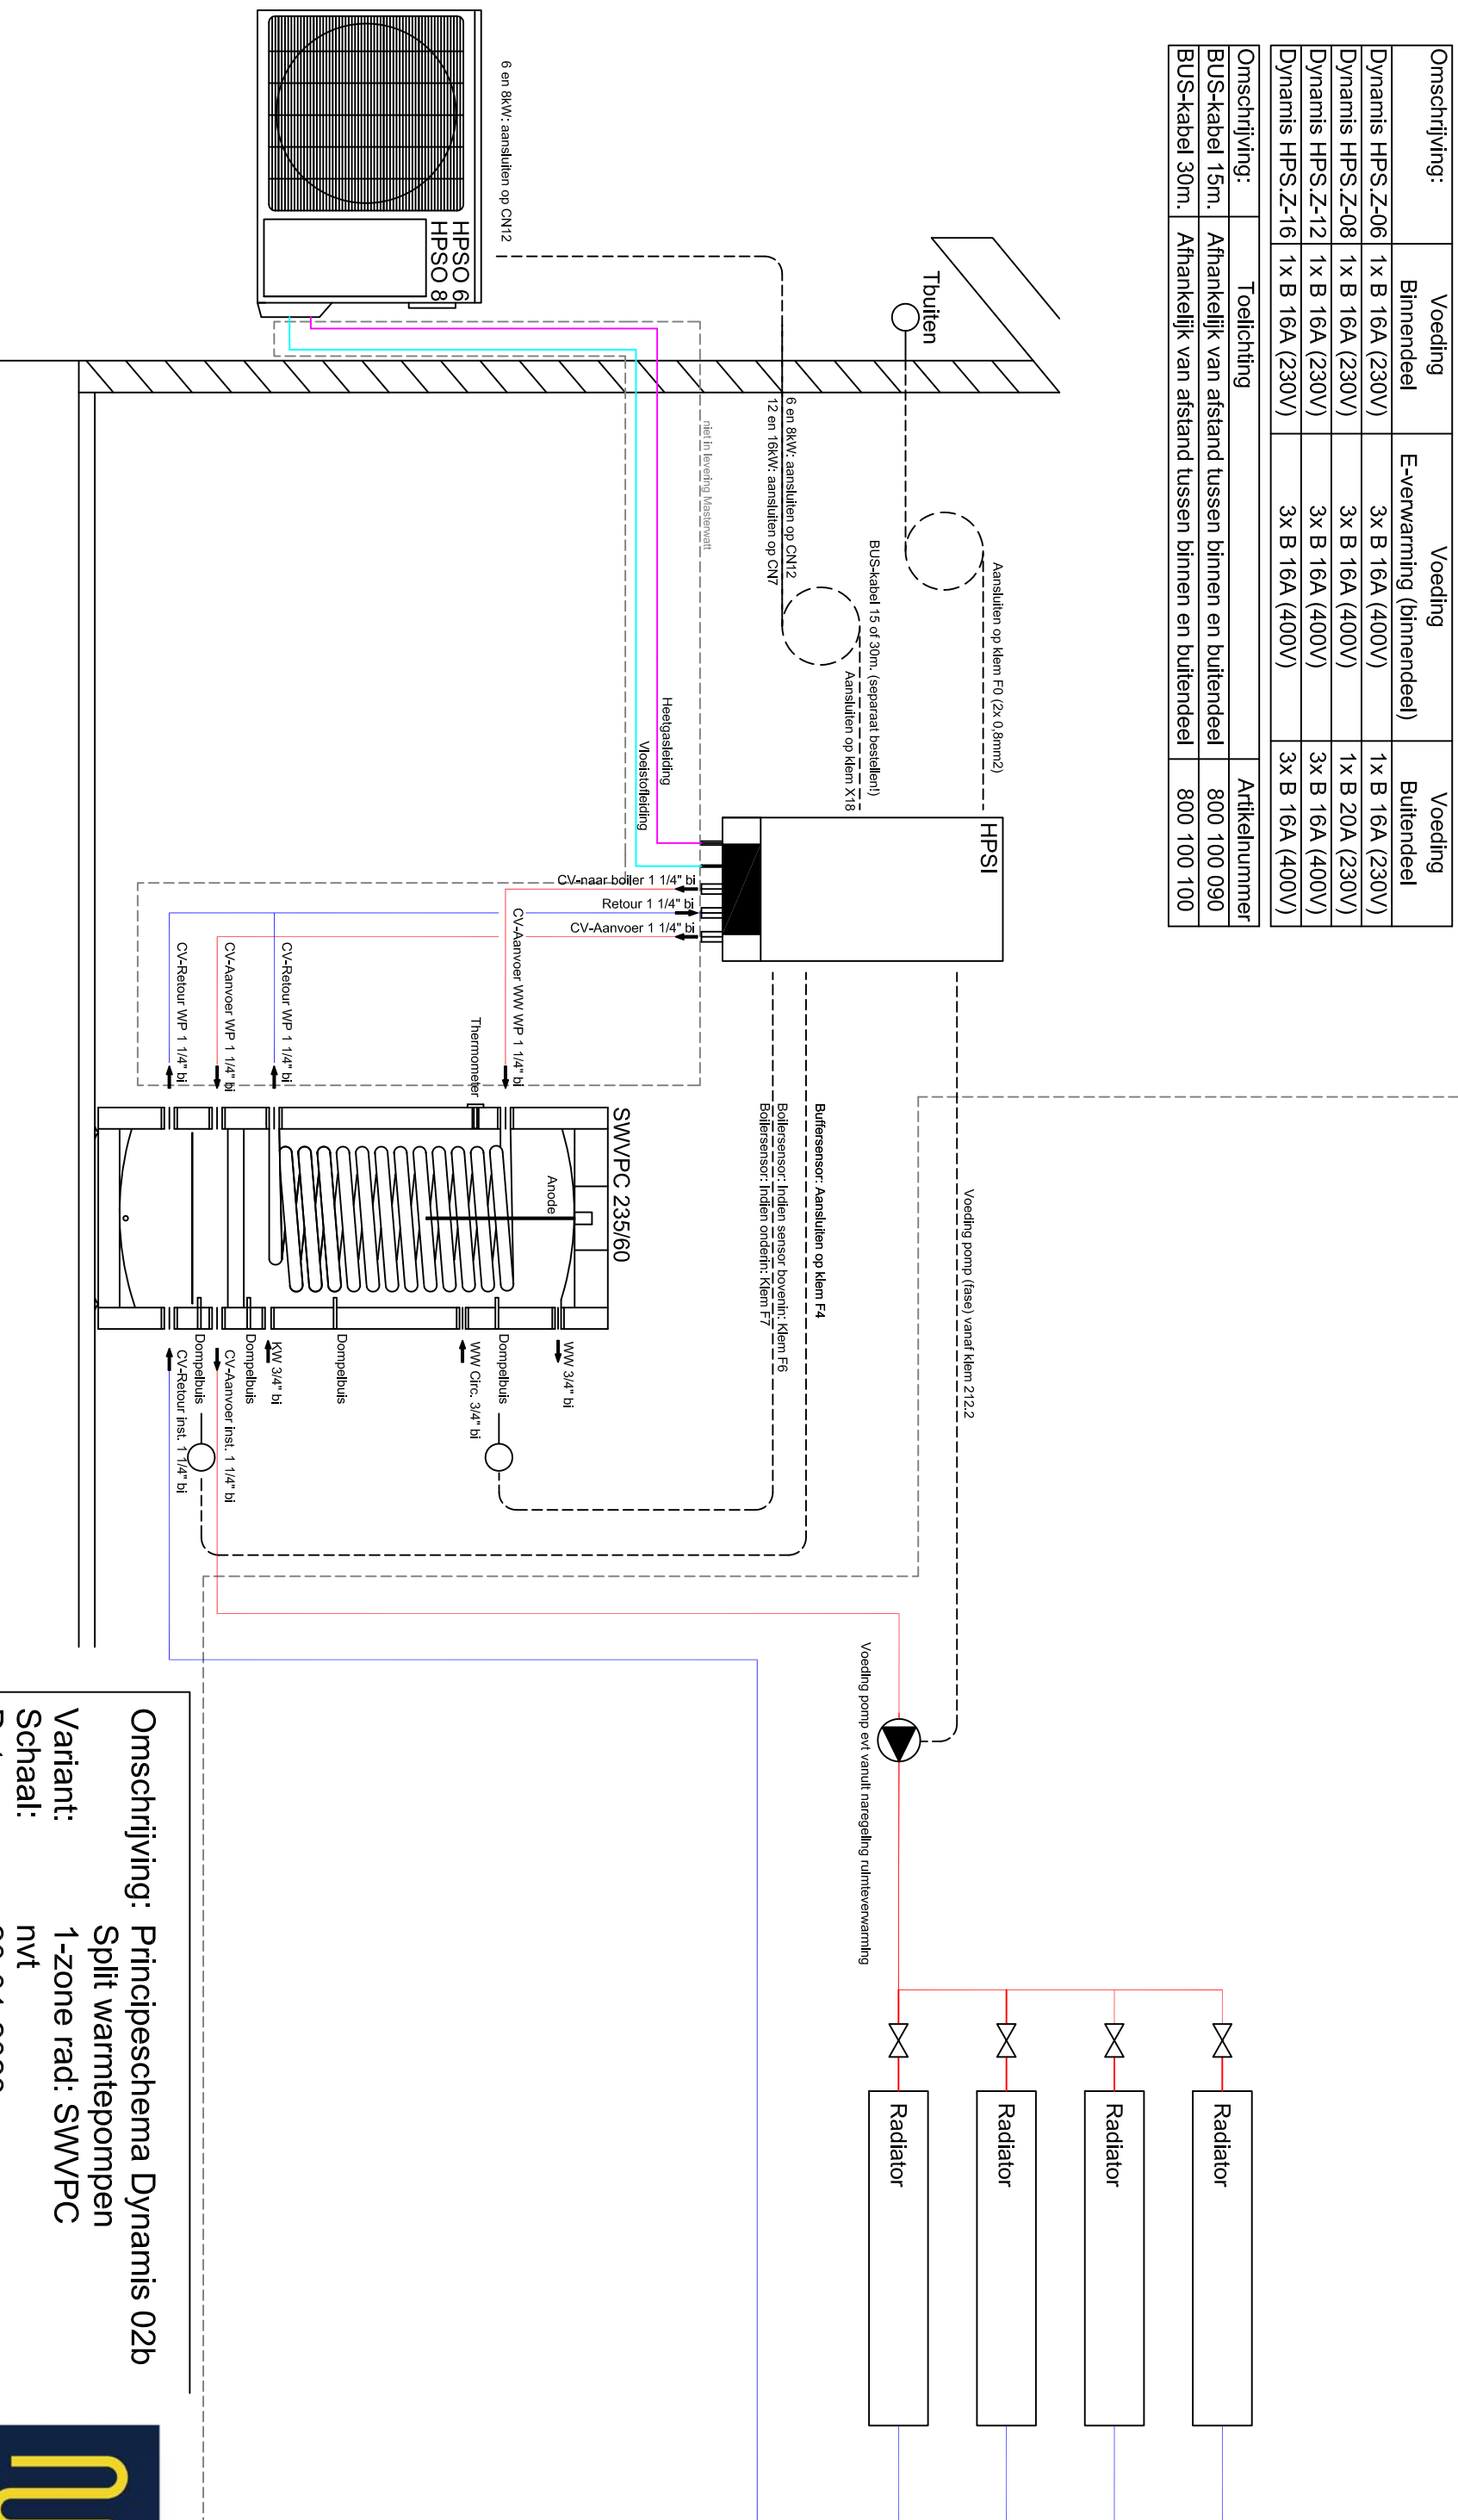 Omschrijving: Voeding Binnendeel Voeding E-verwarming (binnendeel) Voeding Buitendeel
Dynamis HPS.Z-06 1x B 16A (230V) 3x B 16A (400V) 1x B 16A (230V)
Dynamis HPS.Z-08 1x B 16A (230V) 3x B 16A (400V) 1x B 20A (230V)
Dynamis HPS.Z-12 1x B 16A (230V) 3x B 16A (400V) 3x B 16A (400V)
Dynamis HPS.Z-16 1x B 16A (230V) 3x B 16A (400V) 3x B 16A (400V)
Omschrijving: Toelichting Artikelnummer
BUS-kabel 15m. Afhankelijk van afstand tussen binnen en buitendeel 800 100 090
BUS-kabel 30m. Afhankelijk van afstand tussen binnen en buitendeel 800 100 100
Tbuiten
Aansluiten op klem F0 (2x 0,8mm2)
HPSI
BUS-kabel 15 of 30m. (separaat bestellen!)
Aansluiten op klem X18
6 en 8kW: aansluiten op CN12
12 en 16kW: aansluiten op CN7
niet in levering Masterwatt
6 en 8kW: aansluiten op CN12
HPSO 6
HPSO 8
Heetgasleiding
Vloeistofleiding
CV-naar boiler 1 1/4" bi
Retour 1 1/4" bi
CV-Aanvoer 1 1/4" bi
CV-Aanvoer WW WP 1 1/4" bi
Thermometer
CV-Retour WP 1 1/4" bi
CV-Aanvoer WP 1 1/4" bi
CV-Retour WP 1 1/4" bi
Voeding pomp (fase) vanaf klem 212.2
Buffersensor: Aansluiten op klem F4
Boilersensor: Indien sensor bovenin: Klem F6
Boilersensor: Indien onderin: Klem F7
SWVPC 235/60
Anode
WW 3/4" bi
Dompelbuis
WW Circ. 3/4" bi
Dompelbuis
KW 3/4" bi
Dompelbuis
CV-Aanvoer inst. 1 1/4" bi
Dompelbuis
CV-Retour inst. 1 1/4" bi
Voeding pomp evt vanuit naregeling ruimteverwarming
Radiator
Radiator
Radiator
Radiator
Omschrijving: Principeschema Dynamis 02b
Split warmtepompen
Variant: 1-zone rad: SWVPC
Schaal: nvt